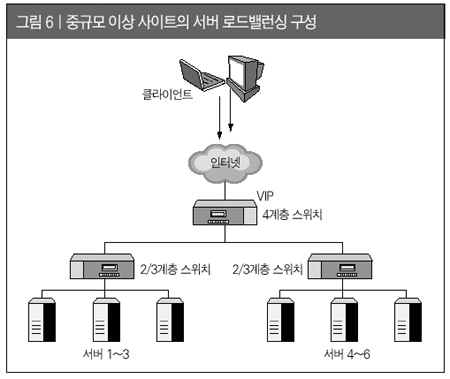 그림 6 | 중규모 이상 사이트의 서버 로드밸런싱 구성
클라이언트
인터넷
VIP
4계층 스위치
2/3계층 스위치
2/3계층 스위치
서버 1~3
서버 4~6